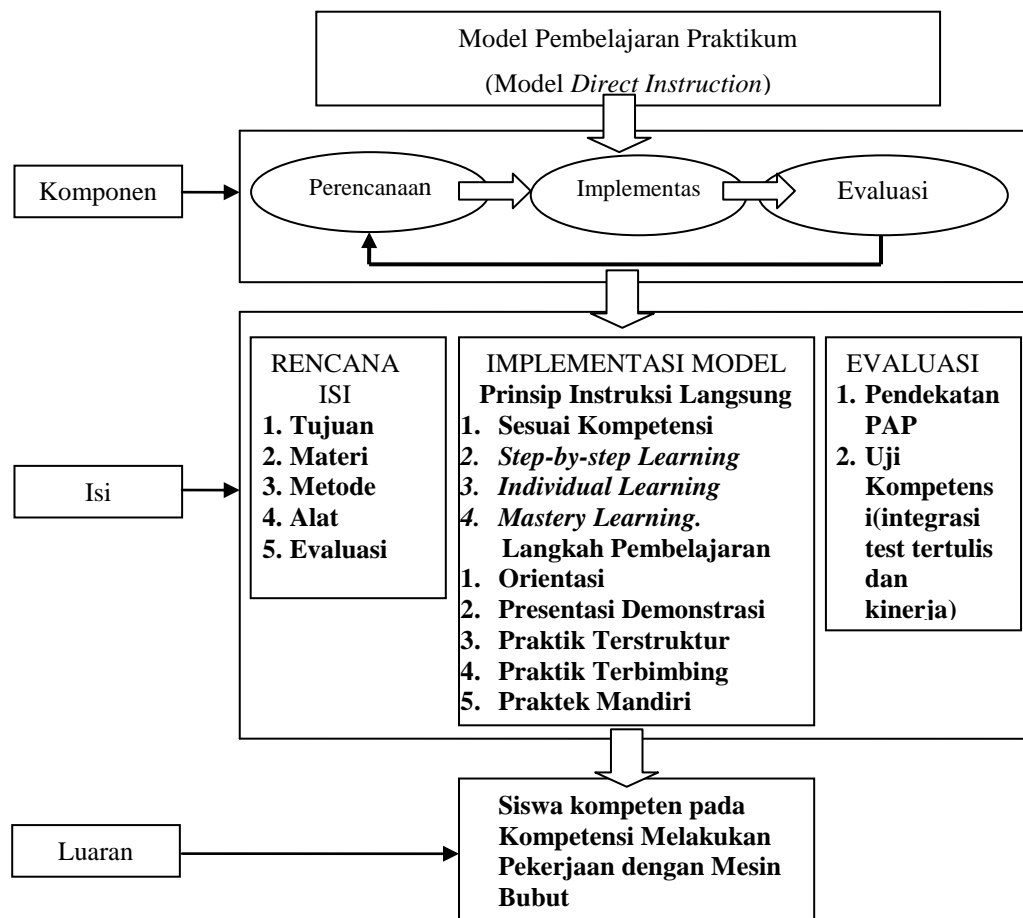 Model Pembelajaran Praktikum
(Model Direct Instruction)
Komponen
Perencanaan
Implementas
Evaluasi
Isi
RENCANA
ISI
1. Tujuan
2. Materi
3. Metode
4. Alat
5. Evaluasi
IMPLEMENTASI MODEL
Prinsip Instruksi Langsung
1. Sesuai Kompetensi
2. Step-by-step Learning
3. Individual Learning
4. Mastery Learning.
Langkah Pembelajaran
1. Orientasi
2. Presentasi Demonstrasi
3. Praktik Terstruktur
4. Praktik Terbimbing
5. Praktek Mandiri
EVALUASI
1. Pendekatan
PAP
2. Uji
Kompetens
i(integrasi
test tertulis
dan
kinerja)
Luaran
Siswa kompeten pada
Kompetensi Melakukan
Pekerjaan dengan Mesin
Bubut